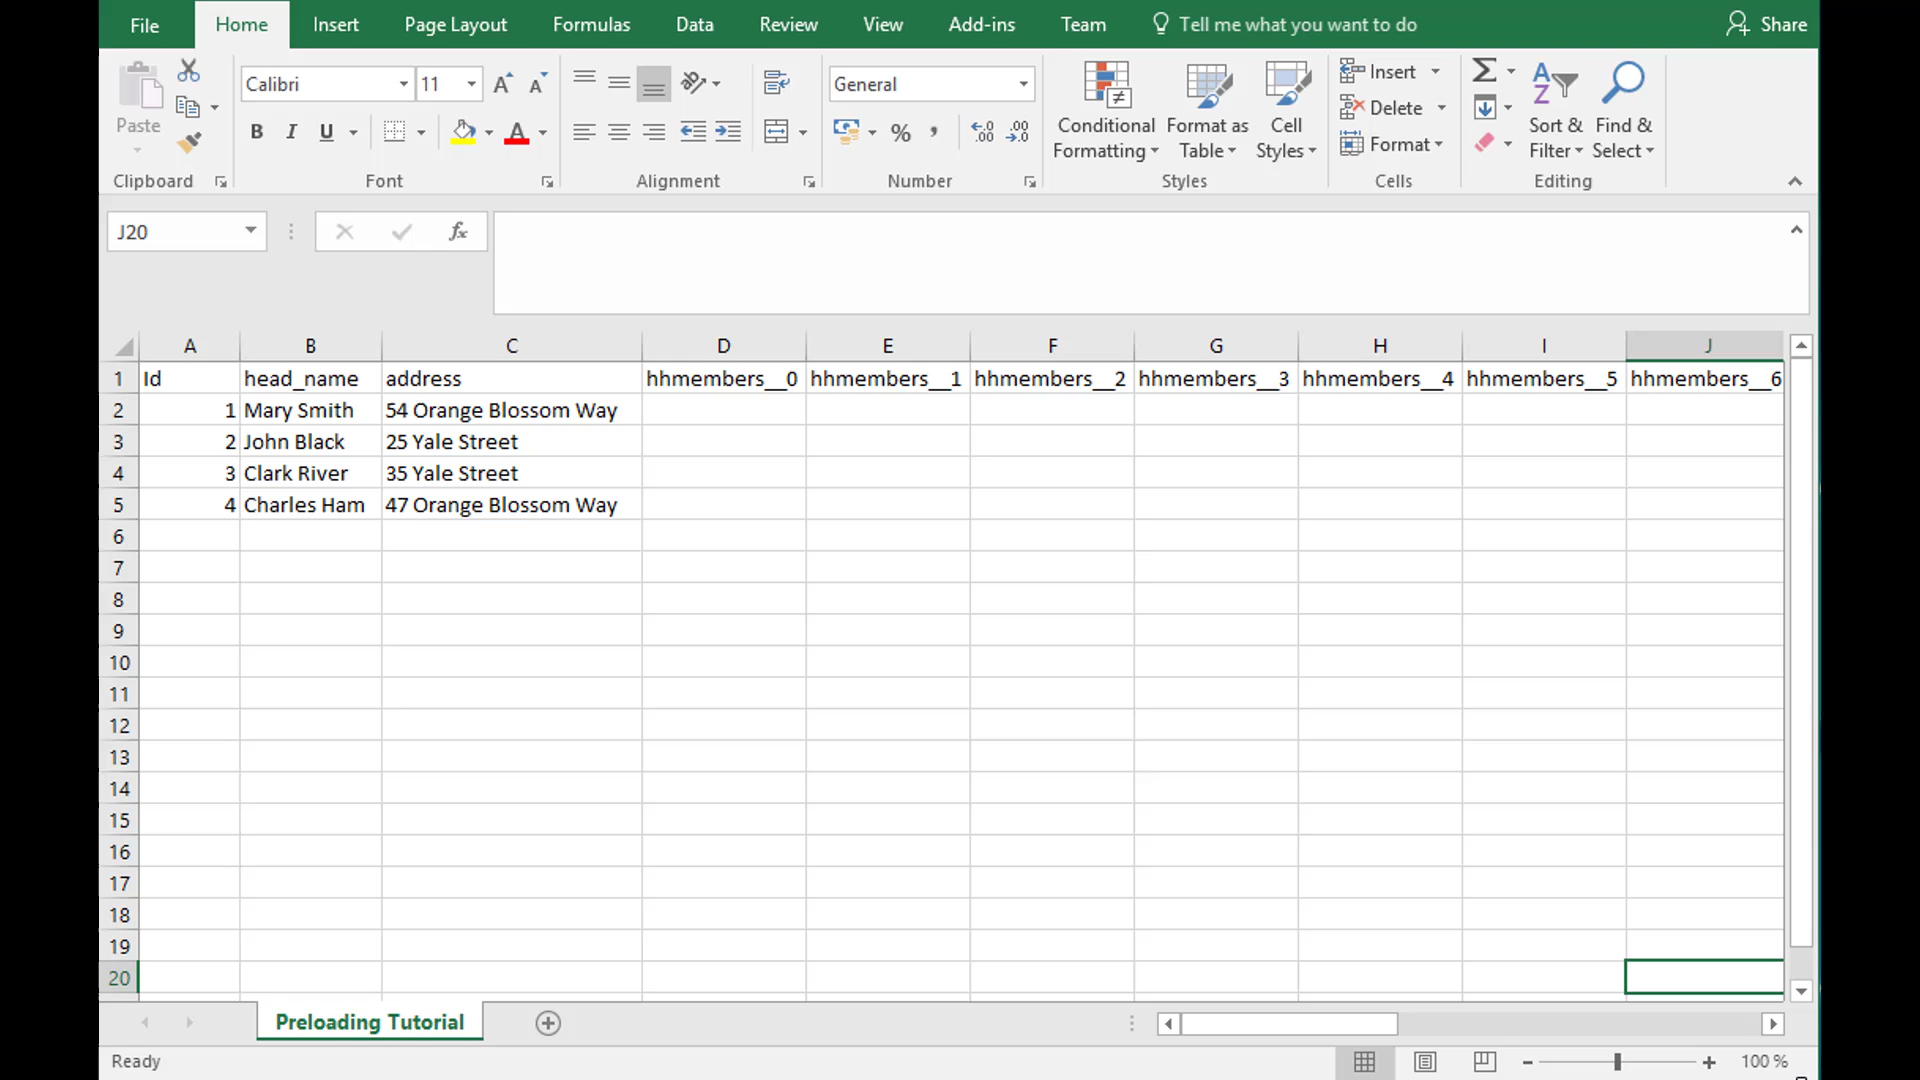 File Home Insert Page Layout Formulas Data Review View Add-ins Team Tell me what you want to do Share
Paste
Clipboard
Calibri 11
B I U A
Font
Alignment
General
% , .00 .00
Number
Conditional Formatting
Format as Table
Cell Styles
Styles
Insert
Delete
Format
Cells
Sort & Filter
Find & Select
Editing
J20 fx
A B C D E F G H I J
1 Id head_name address hhmembers__0 hhmembers__1 hhmembers__2 hhmembers__3 hhmembers__4 hhmembers__5 hhmembers__6
2 1 Mary Smith 54 Orange Blossom Way
3 2 John Black 25 Yale Street
4 3 Clark River 35 Yale Street
5 4 Charles Ham 47 Orange Blossom Way
6
7
8
9
10
11
12
13
14
15
16
17
18
19
20
Preloading Tutorial
Ready 100 %